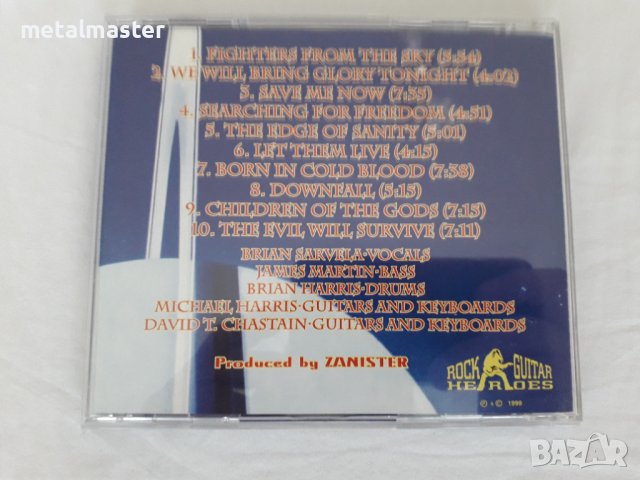 metalmaster
1. FIGHTERS FROM THE SKY (5:34)
2. WE WILL BRING GLORY TONIGHT (4:02)
3. SAVE ME NOW (7:35)
4. SEARCHING FOR FREEDOM (4:51)
5. THE EDGE OF SANITY (5:01)
6. LET THEM LIVE (4:15)
7. BORN IN COLD BLOOD (7:38)
8. DOWNFALL (5:15)
9. CHILDREN OF THE GODS (7:15)
10. THE EVIL WILL SURVIVE (7:11)
BRIAN SARVELA-VOCALS
JAMES MARTIN-BASS
BRIAN HARRIS-DRUMS
MICHAEL HARRIS-GUITARS AND KEYBOARDS
DAVID T. CHASTAIN-GUITARS AND KEYBOARDS
Produced by ZANISTER
ROCK GUITAR
HEROES
℗ & © 1999
BAZAR